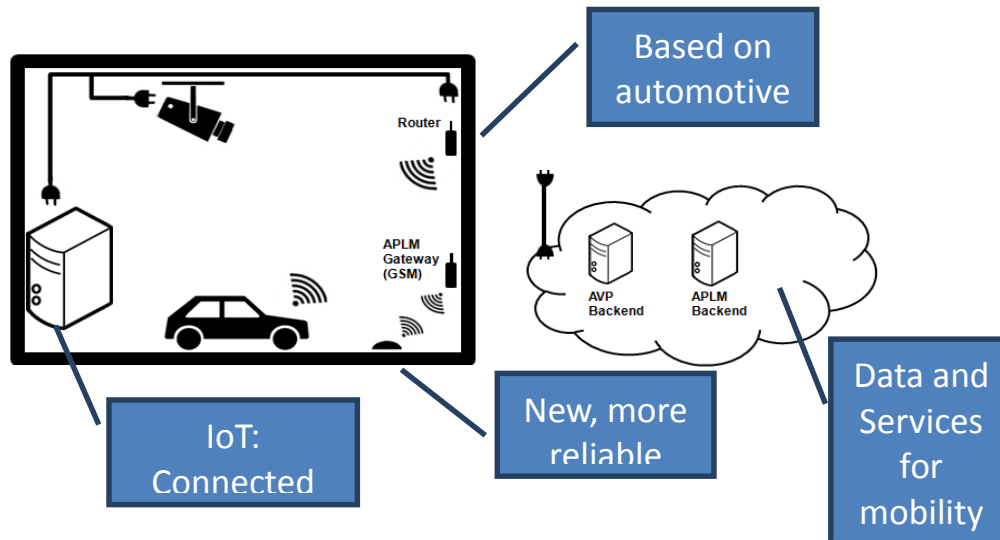 Based on
automotive
Router
APLM
Gateway
(GSM)
AVP
Backend
APLM
Backend
IoT:
Connected
New, more
reliable
Data and
Services
for
mobility